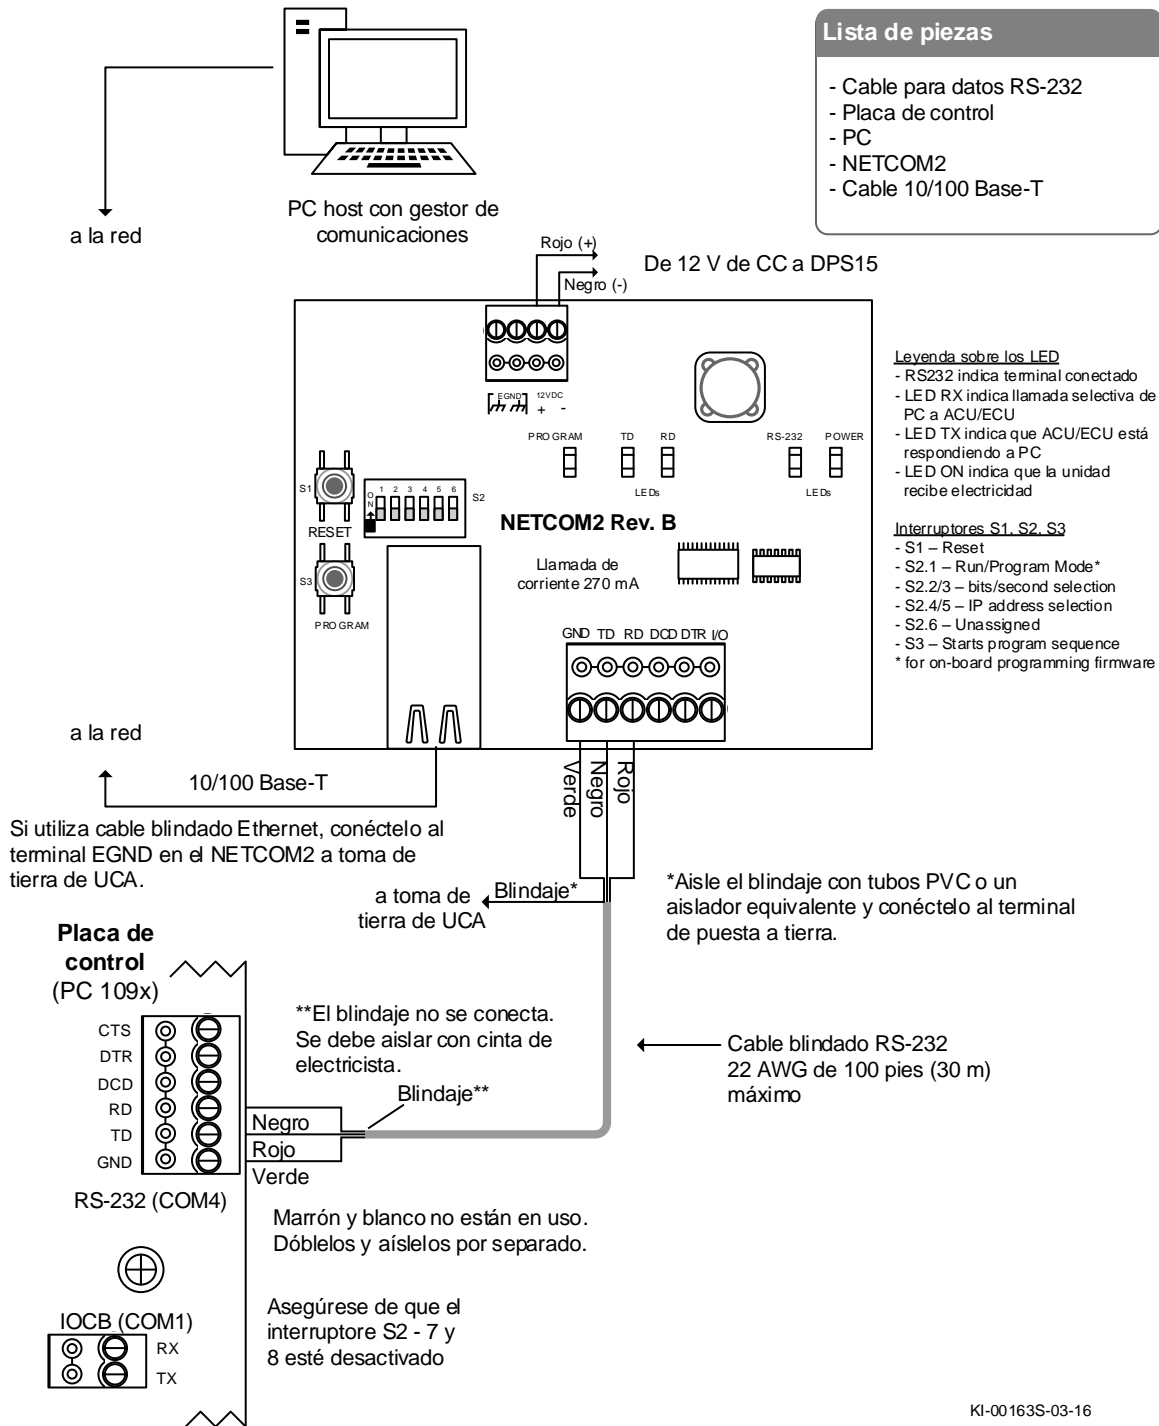 Lista de piezas
- Cable para datos RS-232
- Placa de control
- PC
- NETCOM2
- Cable 10/100 Base-T
a la red
PC host con gestor de
comunicaciones
Rojo (+)
Negro (-)
De 12 V de CC a DPS15
EGND
12VDC
+ -
PROGRAM
TD
RD
RS-232
POWER
LEDs
LEDs
S1
RESET
ON
1 2 3 4 5 6
S2
S3
PROGRAM
NETCOM2 Rev. B
Llamada de
corriente 270 mA
GND TD RD DCD DTR I/O
Leyenda sobre los LED
- RS232 indica terminal conectado
- LED RX indica llamada selectiva de
PC a ACU/ECU
- LED TX indica que ACU/ECU está
respondiendo a PC
- LED ON indica que la unidad
recibe electricidad
Interruptores S1, S2, S3
- S1 – Reset
- S2.1 – Run/Program Mode*
- S2.2/3 – bits/second selection
- S2.4/5 – IP address selection
- S2.6 – Unassigned
- S3 – Starts program sequence
* for on-board programming firmware
a la red
10/100 Base-T
Si utiliza cable blindado Ethernet, conéctelo al
terminal EGND en el NETCOM2 a toma de
tierra de UCA.
Verde
Negro
Rojo
a toma de
tierra de UCA
Blindaje*
*Aisle el blindaje con tubos PVC o un
aislador equivalente y conéctelo al terminal
de puesta a tierra.
Placa de
control
(PC 109x)
CTS
DTR
DCD
RD
TD
GND
RS-232 (COM4)
**El blindaje no se conecta.
Se debe aislar con cinta de
electricista.
Blindaje**
Negro
Rojo
Verde
Cable blindado RS-232
22 AWG de 100 pies (30 m)
máximo
Marrón y blanco no están en uso.
Dóblelos y aíslelos por separado.
IOCB (COM1)
RX
TX
Asegúrese de que el
interruptore S2 - 7 y
8 esté desactivado
KI-00163S-03-16